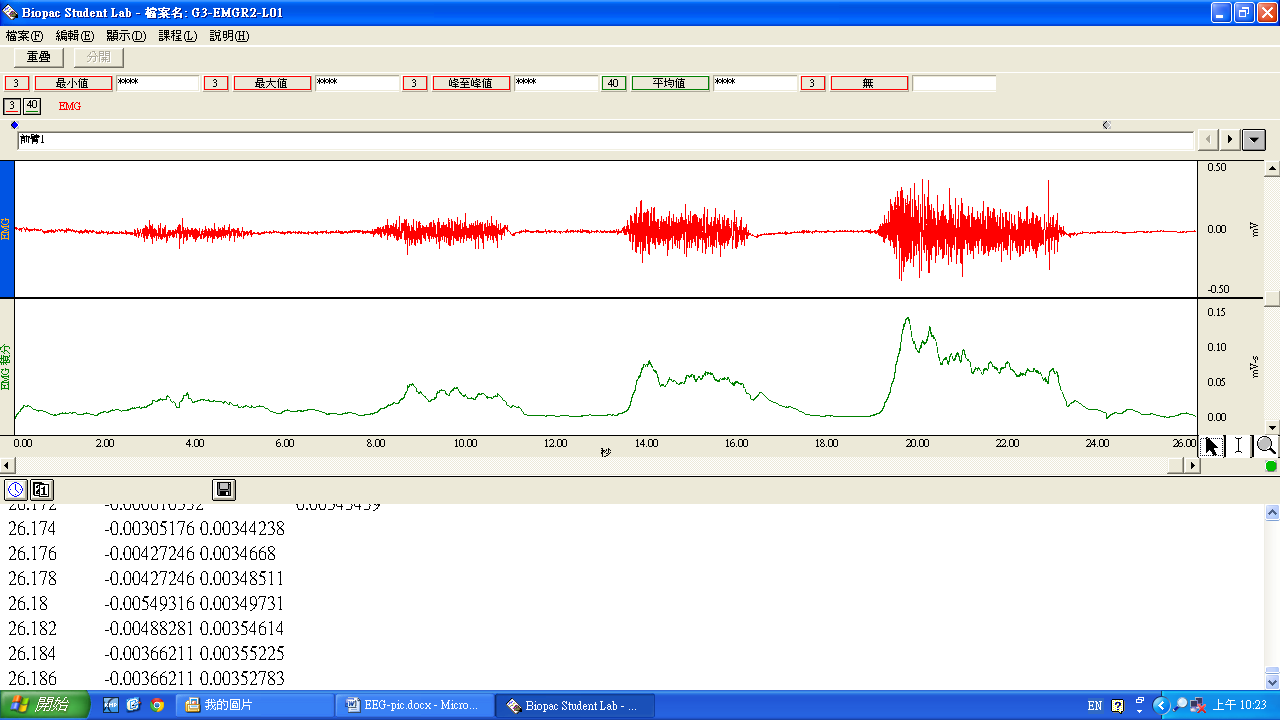 Biopac Student Lab - 檔案名: G3-EMGR2-L01
檔案(F) 編輯(E) 顯示(D) 課程(L) 說明(H)
重疊 分開
3 最小值 **** 3 最大值 **** 3 峰至峰值 **** 40 平均值 **** 3 無
3 40 EMG
前臂1
EMG
0.50
0.00
-0.50
mV
EMG 積分
0.15
0.10
0.05
0.00
mV-s
0.00 2.00 4.00 6.00 8.00 10.00 12.00 14.00 16.00 18.00 20.00 22.00 24.00 26.00
秒
26.174 -0.00305176 0.00344238
26.176 -0.00427246 0.0034668
26.178 -0.00427246 0.00348511
26.18 -0.00549316 0.00349731
26.182 -0.00488281 0.00354614
26.184 -0.00366211 0.00355225
26.186 -0.00366211 0.00352783
開始 我的圖片 EEG-pic.docx - Micro... Biopac Student Lab - ... EN 上午 10:23